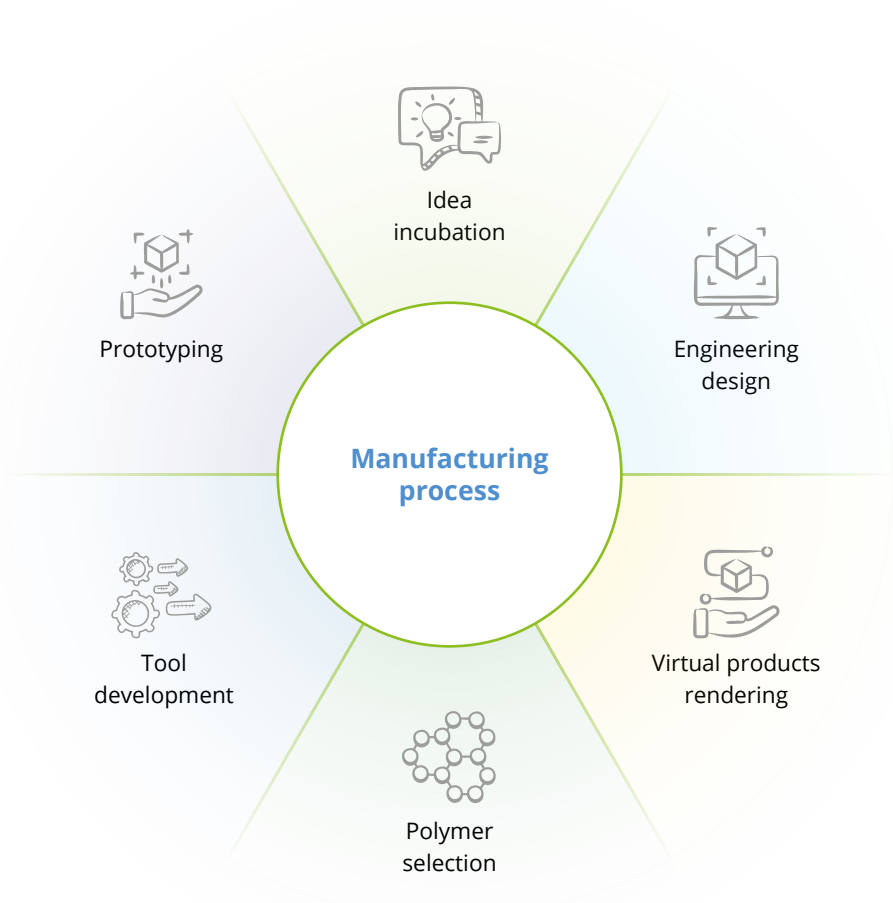 Idea
incubation
Engineering
design
Virtual products
rendering
Polymer
selection
Tool
development
Prototyping
Manufacturing
process